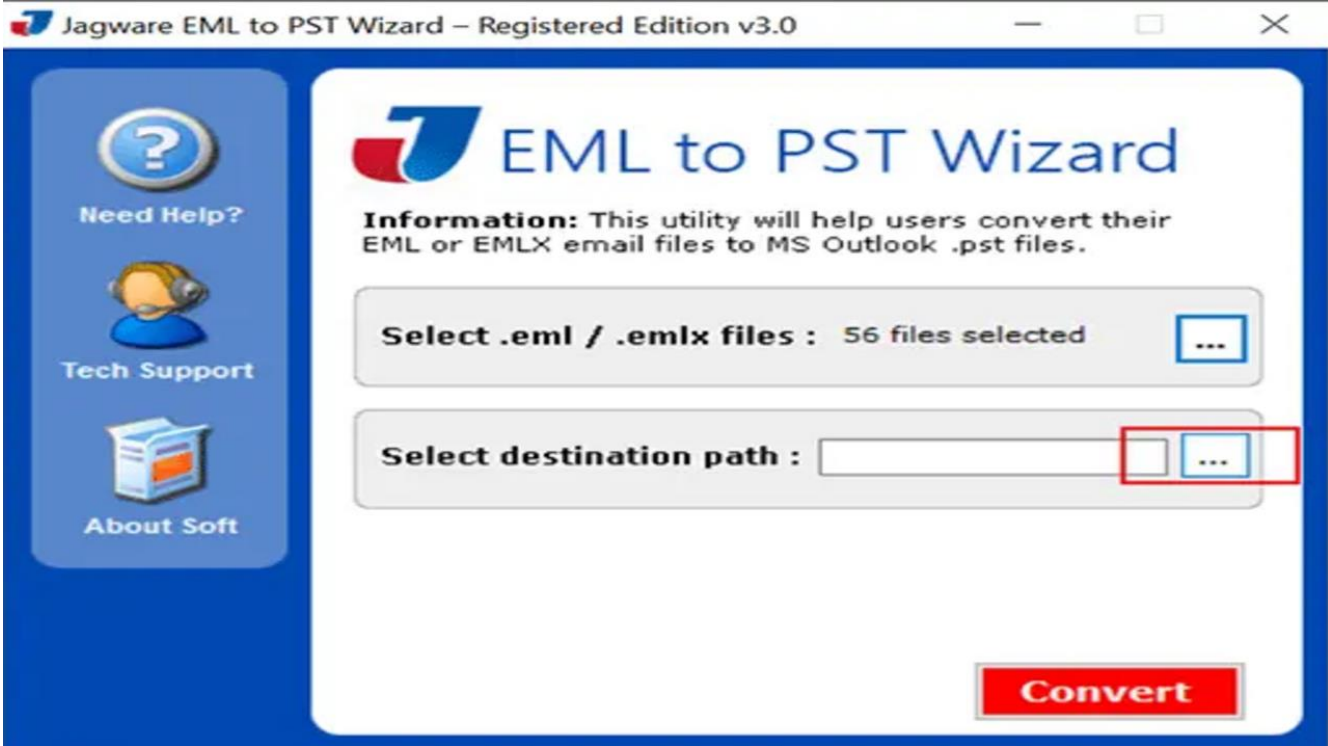 Jagware EML to PST Wizard – Registered Edition v3.0
Need Help?
Tech Support
About Soft
EML to PST Wizard
Information: This utility will help users convert their
EML or EMLX email files to MS Outlook .pst files.
Select .eml / .emlx files : 56 files selected ...
Select destination path : ...
Convert